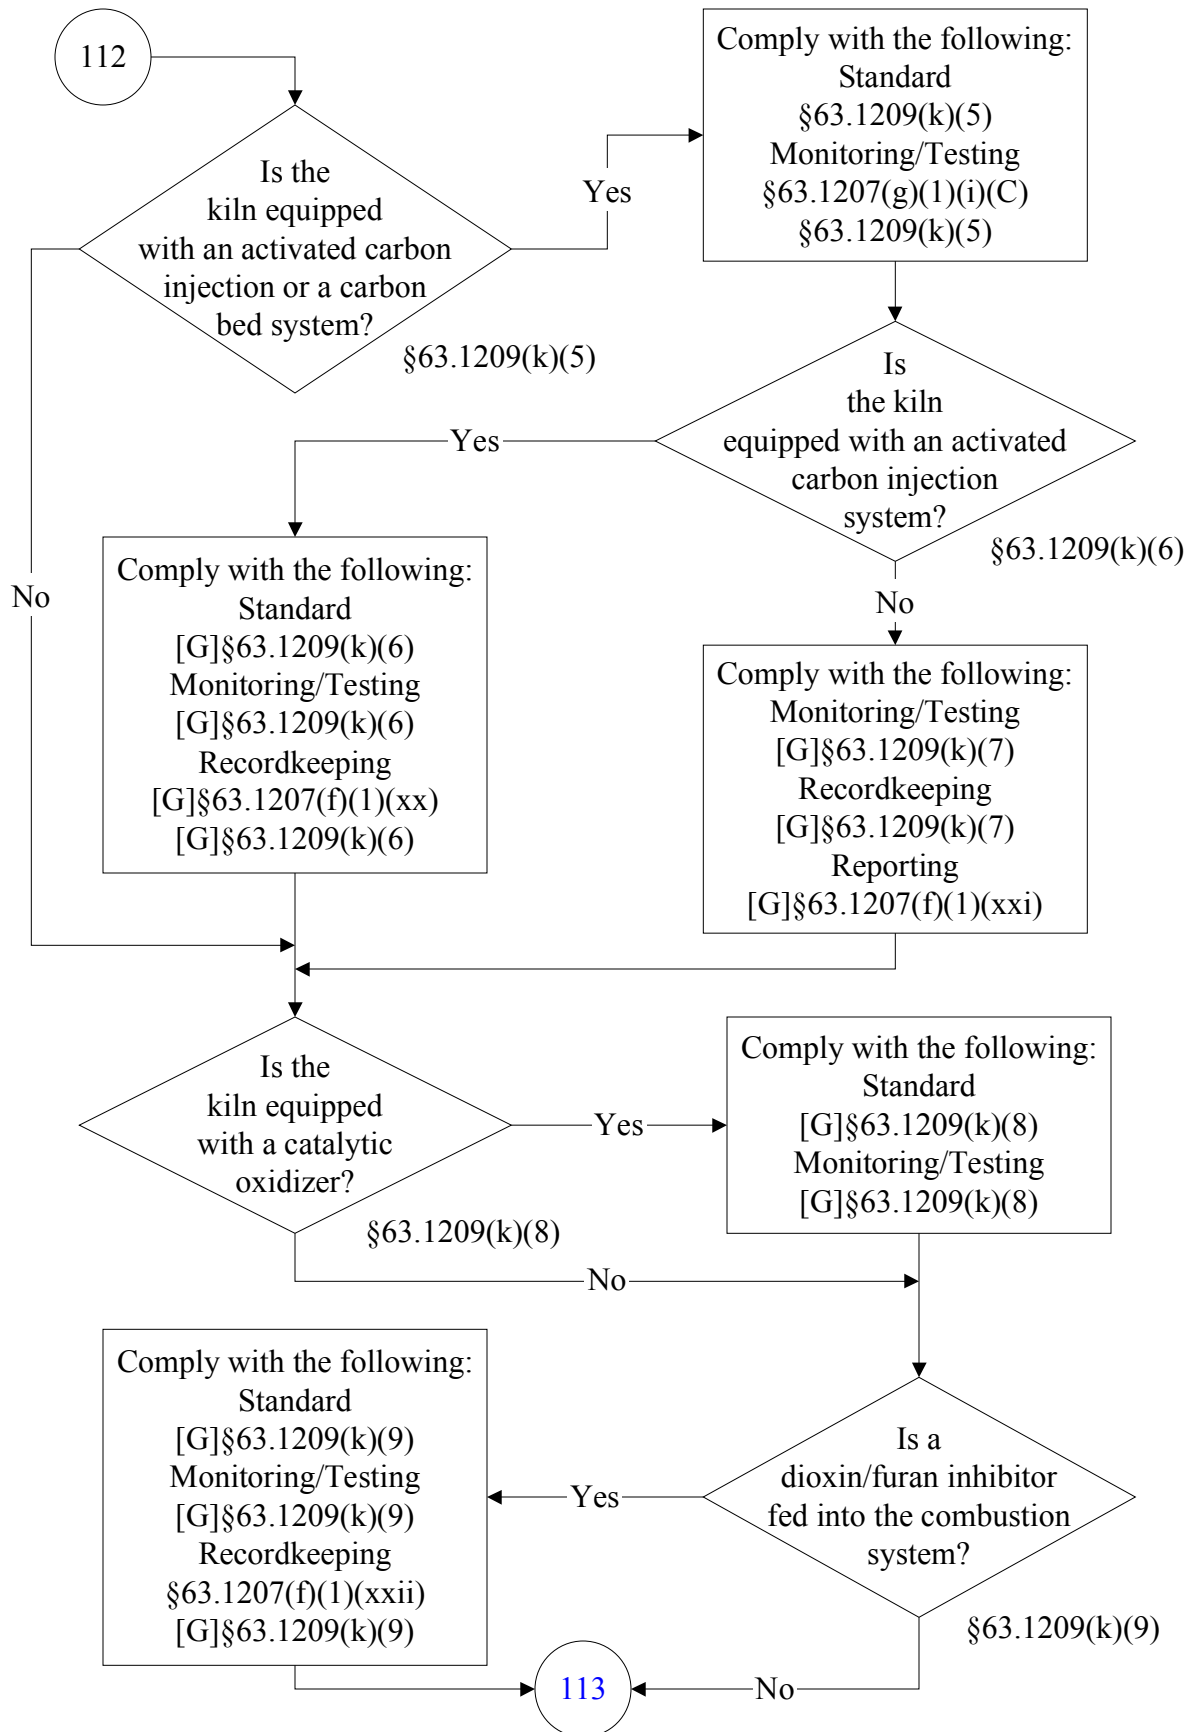 112
Is the
kiln equipped
with an activated carbon
injection or a carbon
bed system?
§63.1209(k)(5)
Yes
Comply with the following:
Standard
§63.1209(k)(5)
Monitoring/Testing
§63.1207(g)(1)(i)(C)
§63.1209(k)(5)
No
Is
the kiln
equipped with an activated
carbon injection
system?
§63.1209(k)(6)
Yes
Comply with the following:
Standard
[G]§63.1209(k)(6)
Monitoring/Testing
[G]§63.1209(k)(6)
Recordkeeping
[G]§63.1207(f)(1)(xx)
[G]§63.1209(k)(6)
No
Comply with the following:
Monitoring/Testing
[G]§63.1209(k)(7)
Recordkeeping
[G]§63.1209(k)(7)
Reporting
[G]§63.1207(f)(1)(xxi)
Is the
kiln equipped
with a catalytic
oxidizer?
§63.1209(k)(8)
Yes
Comply with the following:
Standard
[G]§63.1209(k)(8)
Monitoring/Testing
[G]§63.1209(k)(8)
No
Is a
dioxin/furan inhibitor
fed into the combustion
system?
§63.1209(k)(9)
Yes
Comply with the following:
Standard
[G]§63.1209(k)(9)
Monitoring/Testing
[G]§63.1209(k)(9)
Recordkeeping
§63.1207(f)(1)(xxii)
[G]§63.1209(k)(9)
No
113